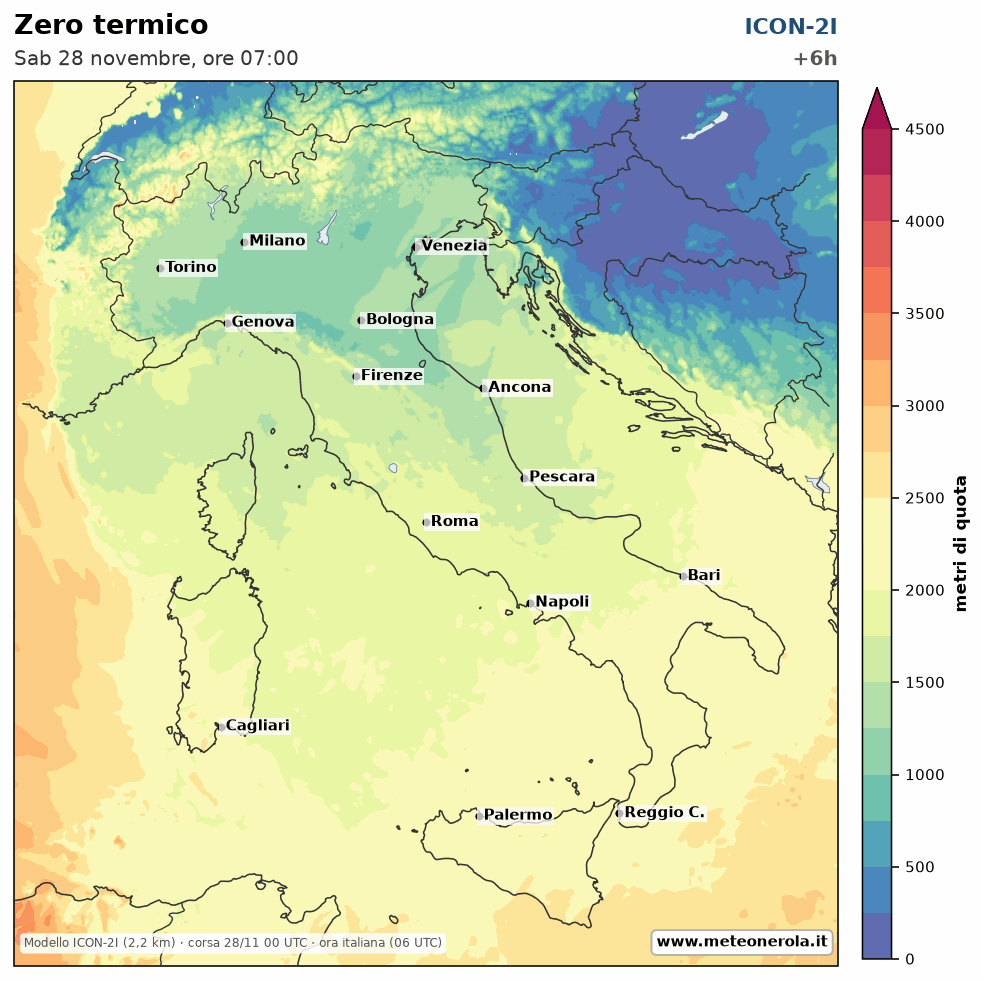 Zero termico
ICON-2I
Sab 28 novembre, ore 07:00
+6h
4500
4000
3500
3000
2500
2000
1500
1000
500
0
metri di quota
Milano
Venezia
Torino
Genova
Bologna
Firenze
Ancona
Pescara
Roma
Bari
Napoli
Cagliari
Palermo
Reggio C.
Modello ICON-2I (2,2 km) · corsa 28/11 00 UTC · ora italiana (06 UTC)
www.meteonerola.it